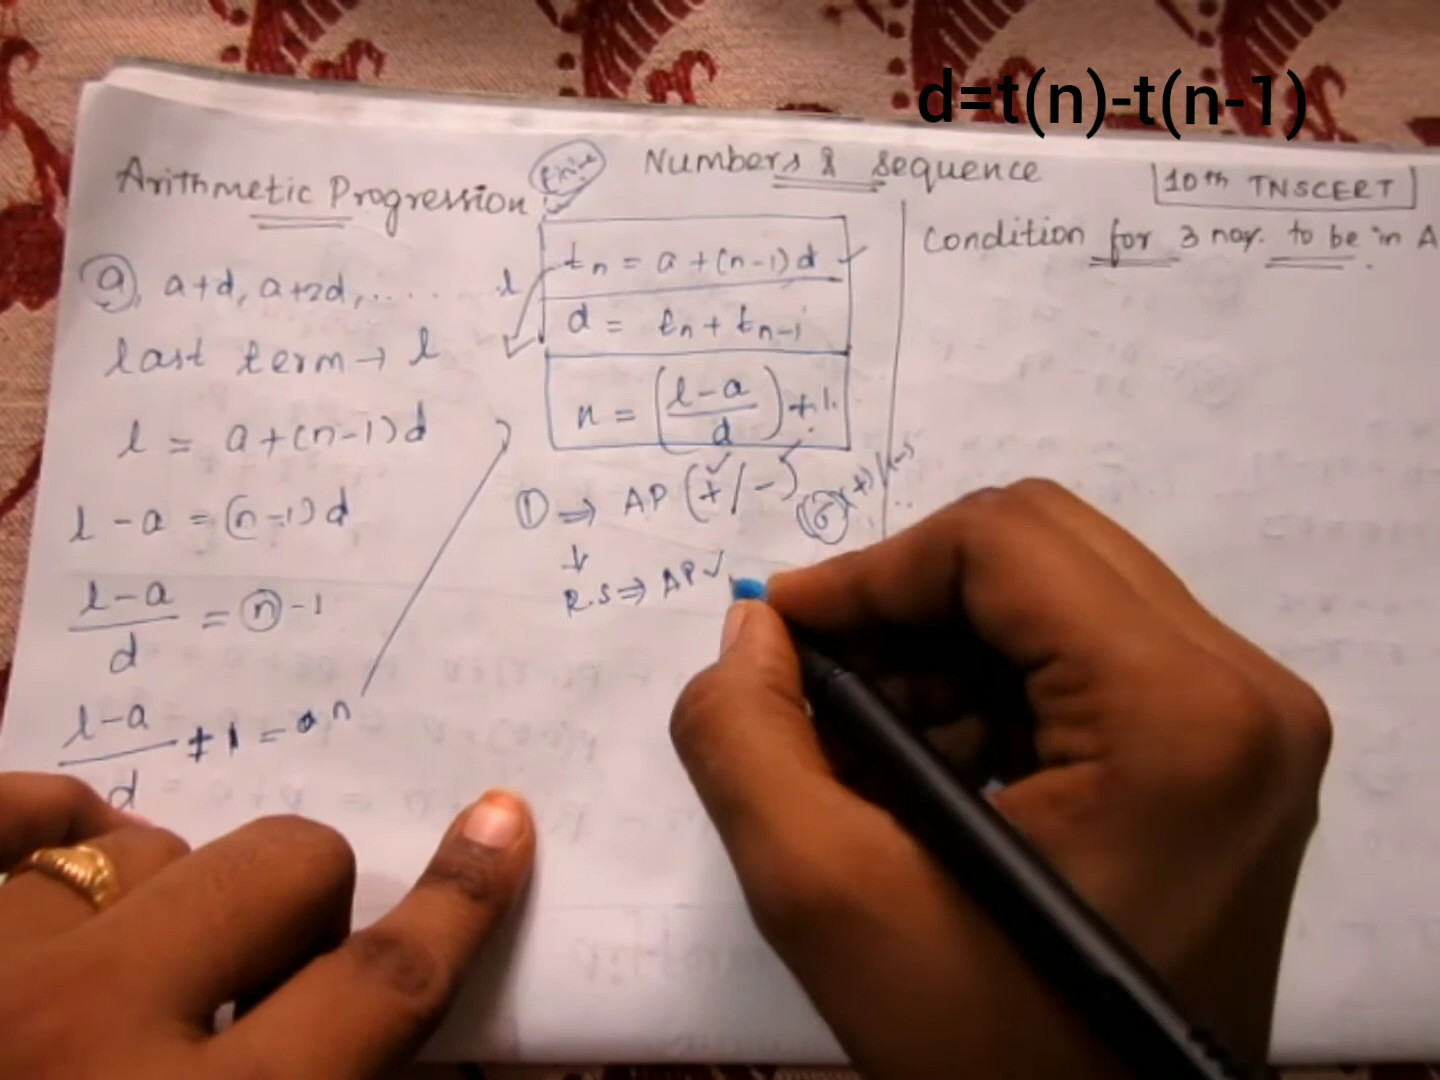 d=t(n)-t(n-1)
Numbers & sequence
10th TNSCERT
Arithmetic Progression
finite
a, a+d, a+2d, ..... l
last term → l
l = a+(n-1)d
l - a = (n-1)d
l-a/d = n-1
l-a/d + 1 = n
tn = a+(n-1)d
d = tn + tn-1
n = (l-a/d)+1.
① ⇒ AP (+/-)
(+)/(-)
R.S ⇒ AP ✓
Condition for 3 nos. to be in A